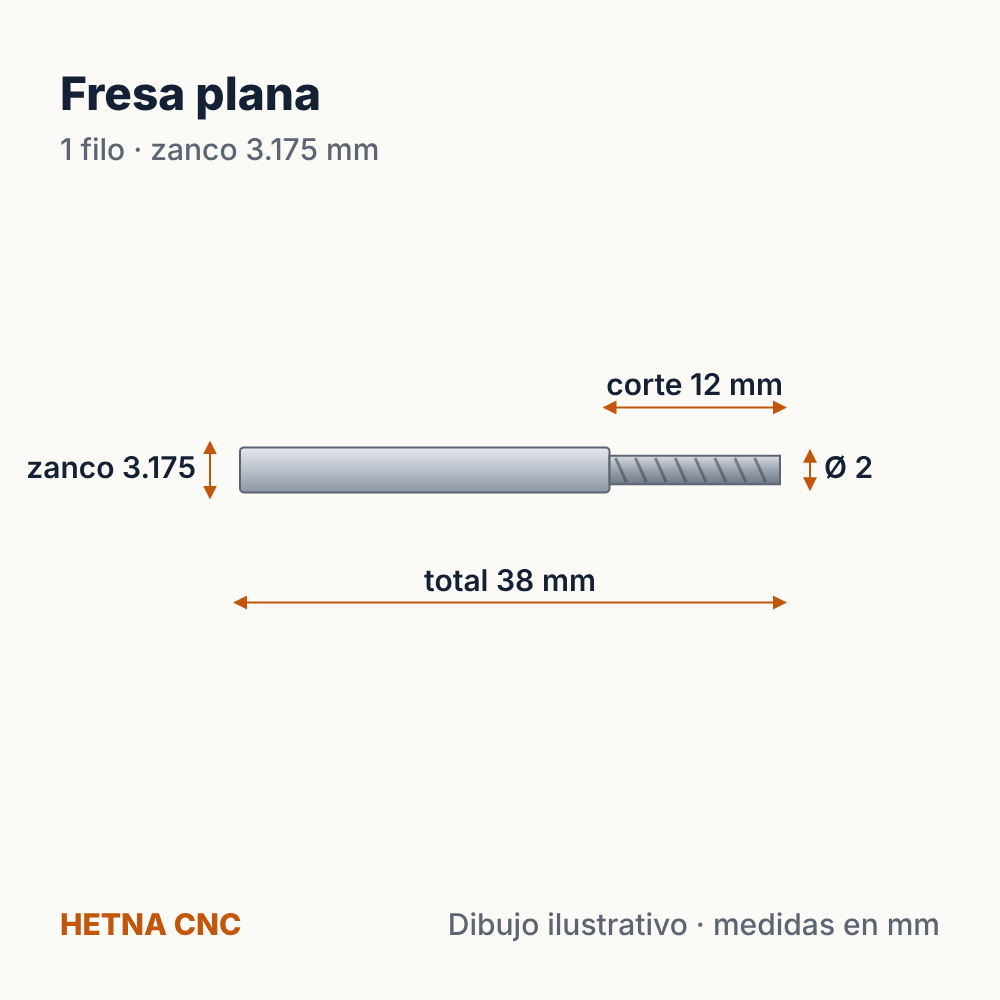 Fresa plana
1 filo · zanco 3.175 mm
corte 12 mm
zanco 3.175
Ø 2
total 38 mm
HETNA CNC
Dibujo ilustrativo · medidas en mm